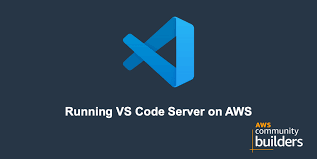 Running VS Code Server on AWS
AWS
community
builders